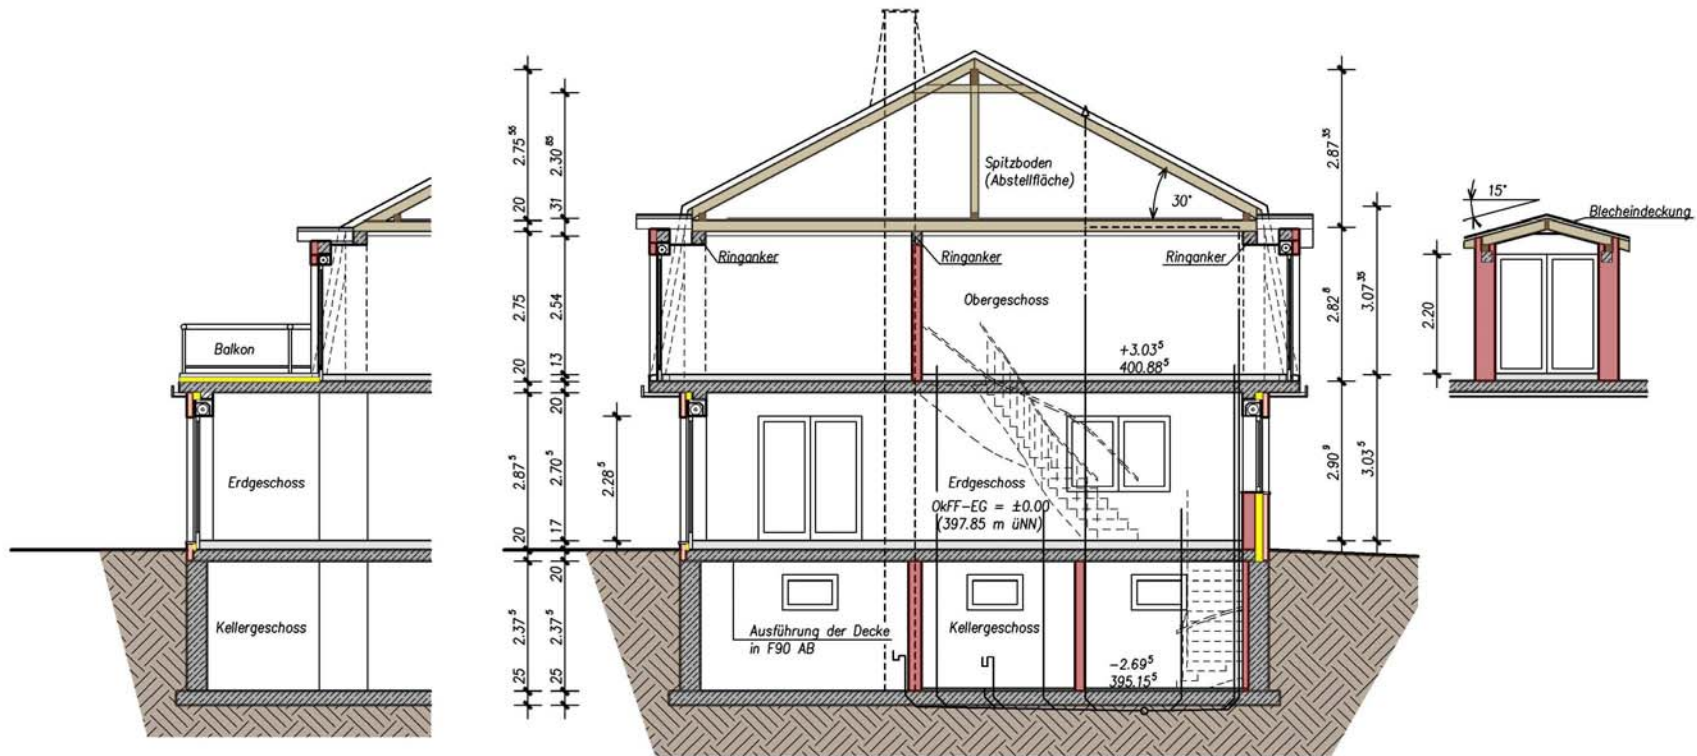 Balkon
Erdgeschoss
Kellergeschoss
2.75⁵⁵
20
2.75
20
2.87⁵
20
2.37⁵
25
2.30⁸⁵
31
2.54
13
20
2.70⁵
17
20
2.37⁵
25
2.28⁵
Spitzboden
(Abstellfläche)
30°
Ringanker
Ringanker
Ringanker
Obergeschoss
+3.03⁵
400.88⁵
Erdgeschoss
OkFF-EG = ±0.00
(397.85 m üNN)
Ausführung der Decke
in F90 AB
Kellergeschoss
-2.69⁵
395.15⁵
2.87³⁵
2.82⁸
2.90⁹
3.07³⁵
3.03⁵
15°
Blecheindeckung
2.20